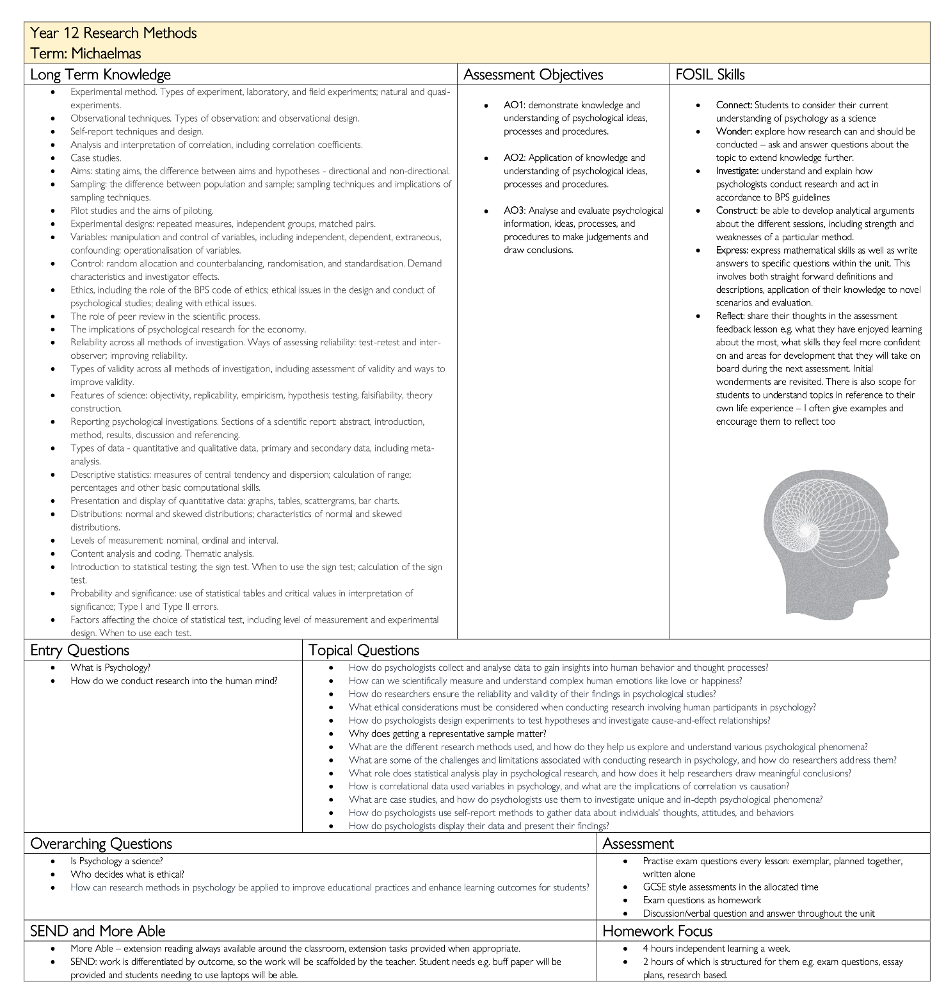 Year 12 Research Methods
Term: Michaelmas
Long Term Knowledge
• Experimental method. Types of experiment, laboratory, and field experiments; natural and quasi-
experiments.
• Observational techniques. Types of observation: and observational design.
• Self-report techniques and design.
• Analysis and interpretation of correlation, including correlation coefficients.
• Case studies.
• Aims: stating aims, the difference between aims and hypotheses - directional and non-directional.
• Sampling: the difference between population and sample; sampling techniques and implications of
sampling techniques.
• Pilot studies and the aims of piloting.
• Experimental designs: repeated measures, independent groups, matched pairs.
• Variables: manipulation and control of variables, including independent, dependent, extraneous,
confounding; operationalisation of variables.
• Control: random allocation and counterbalancing, randomisation, and standardisation. Demand
characteristics and investigator effects.
• Ethics, including the role of the BPS code of ethics; ethical issues in the design and conduct of
psychological studies; dealing with ethical issues.
• The role of peer review in the scientific process.
• The implications of psychological research for the economy.
• Reliability across all methods of investigation. Ways of assessing reliability: test-retest and inter-
observer; improving reliability.
• Types of validity across all methods of investigation, including assessment of validity and ways to
improve validity.
• Features of science: objectivity, replicability, empiricism, hypothesis testing, falsifiability, theory
construction.
• Reporting psychological investigations. Sections of a scientific report: abstract, introduction,
method, results, discussion and referencing.
• Types of data - quantitative and qualitative data, primary and secondary data, including meta-
analysis.
• Descriptive statistics: measures of central tendency and dispersion; calculation of range;
percentages and other basic computational skills.
• Presentation and display of quantitative data: graphs, tables, scattergrams, bar charts.
• Distributions: normal and skewed distributions; characteristics of normal and skewed
distributions.
• Levels of measurement: nominal, ordinal and interval.
• Content analysis and coding. Thematic analysis.
• Introduction to statistical testing; the sign test. When to use the sign test; calculation of the sign
test.
• Probability and significance: use of statistical tables and critical values in interpretation of
significance; Type I and Type II errors.
• Factors affecting the choice of statistical test, including level of measurement and experimental
design. When to use each test.
Assessment Objectives
• AO1: demonstrate knowledge and
understanding of psychological ideas,
processes and procedures.
• AO2: Application of knowledge and
understanding of psychological ideas,
processes and procedures.
• AO3: Analyse and evaluate psychological
information, ideas, processes, and
procedures to make judgements and
draw conclusions.
FOSIL Skills
• Connect: Students to consider their current
understanding of psychology as a science
• Wonder: explore how research can and should be
conducted – ask and answer questions about the
topic to extend knowledge further.
• Investigate: understand and explain how
psychologists conduct research and act in
accordance to BPS guidelines
• Construct: be able to develop analytical arguments
about the different sessions, including strength and
weaknesses of a particular method.
• Express: express mathematical skills as well as write
answers to specific questions within the unit. This
involves both straight forward definitions and
descriptions, application of their knowledge to novel
scenarios and evaluation.
• Reflect: share their thoughts in the assessment
feedback lesson e.g. what they have enjoyed learning
about the most, what skills they feel more confident
on and areas for development that they will take on
board during the next assessment. Initial
wonderments are revisited. There is also scope for
students to understand topics in reference to their
own life experience – I often give examples and
encourage them to reflect too
Entry Questions
• What is Psychology?
• How do we conduct research into the human mind?
Topical Questions
• How do psychologists collect and analyse data to gain insights into human behavior and thought processes?
• How can we scientifically measure and understand complex human emotions like love or happiness?
• How do researchers ensure the reliability and validity of their findings in psychological studies?
• What ethical considerations must be considered when conducting research involving human participants in psychology?
• How do psychologists design experiments to test hypotheses and investigate cause-and-effect relationships?
• Why does getting a representative sample matter?
• What are the different research methods used, and how do they help us explore and understand various psychological phenomena?
• What are some of the challenges and limitations associated with conducting research in psychology, and how do researchers address them?
• What role does statistical analysis play in psychological research, and how does it help researchers draw meaningful conclusions?
• How is correlational data used variables in psychology, and what are the implications of correlation vs causation?
• What are case studies, and how do psychologists use them to investigate unique and in-depth psychological phenomena?
• How do psychologists use self-report methods to gather data about individuals' thoughts, attitudes, and behaviors
• How do psychologists display their data and present their findings?
Overarching Questions
• Is Psychology a science?
• Who decides what is ethical?
• How can research methods in psychology be applied to improve educational practices and enhance learning outcomes for students?
Assessment
• Practise exam questions every lesson: exemplar, planned together,
written alone
• GCSE style assessments in the allocated time
• Exam questions as homework
• Discussion/verbal question and answer throughout the unit
SEND and More Able
• More Able – extension reading always available around the classroom, extension tasks provided when appropriate.
• SEND: work is differentiated by outcome, so the work will be scaffolded by the teacher. Student needs e.g. buff paper will be
provided and students needing to use laptops will be able.
Homework Focus
• 4 hours independent learning a week.
• 2 hours of which is structured for them e.g. exam questions, essay
plans, research based.